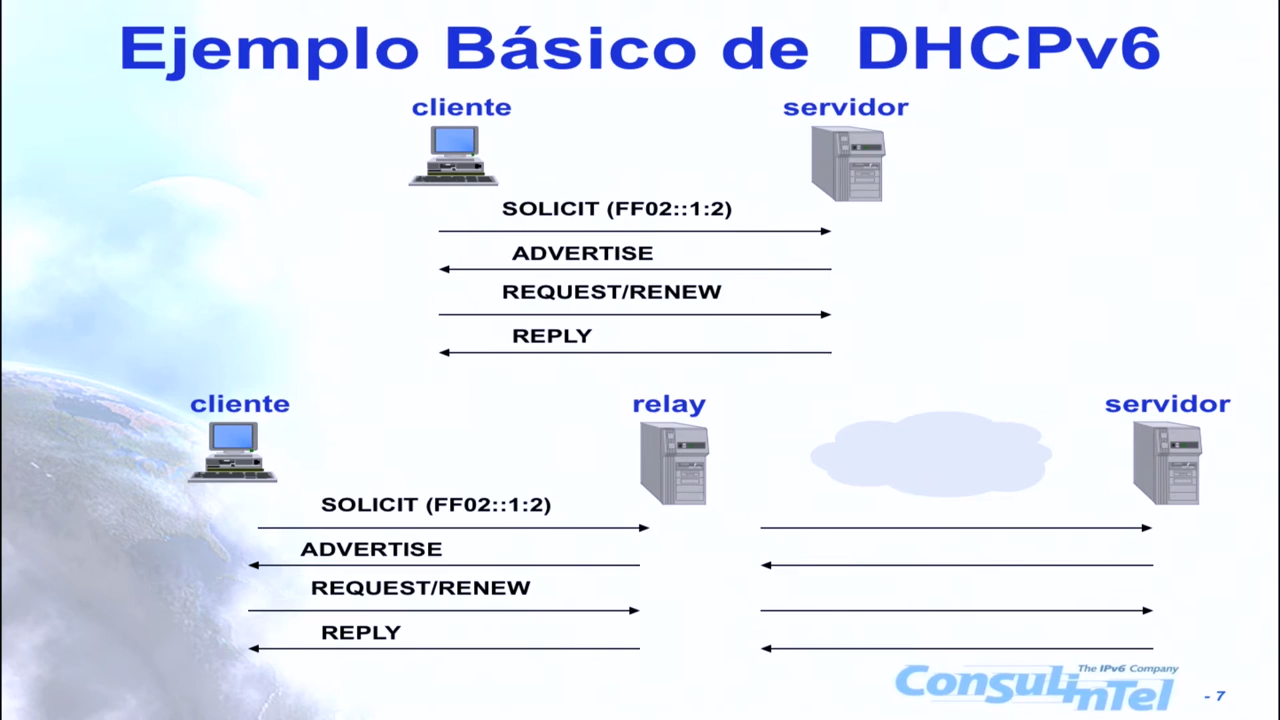 Ejemplo Básico de DHCPv6
cliente servidor
SOLICIT (FF02::1:2)
ADVERTISE
REQUEST/RENEW
REPLY
cliente relay servidor
SOLICIT (FF02::1:2)
ADVERTISE
REQUEST/RENEW
REPLY
The IPv6 Company
Consulintel
- 7